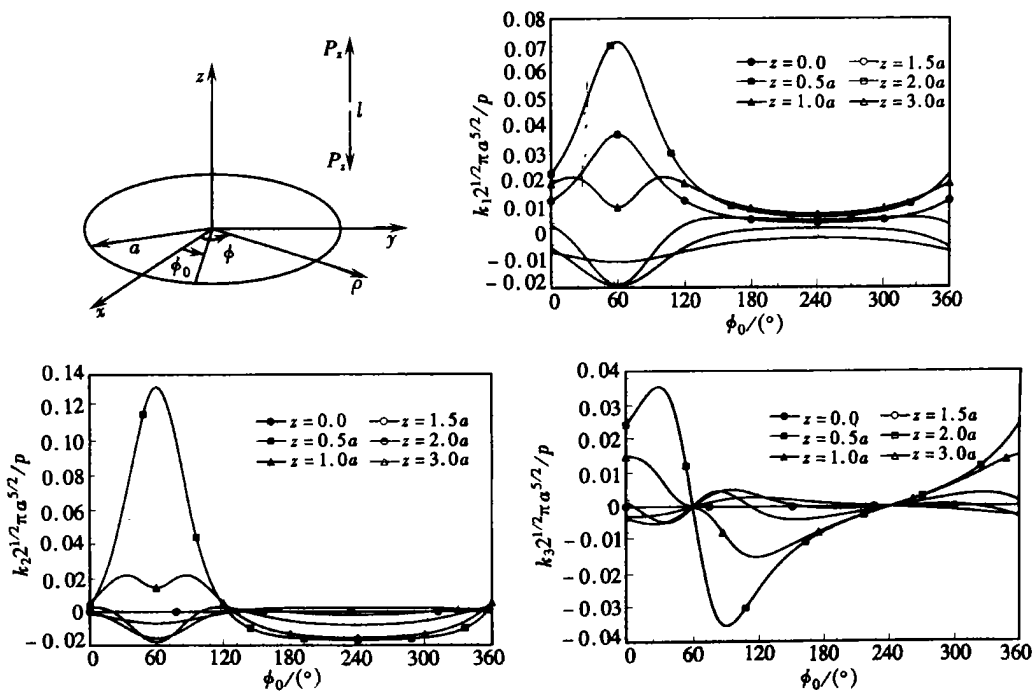 z
P_z
l
P_z
y
a
ϕ_0
ϕ
x
ρ
k_1 2^{1/2} πa^{5/2}/p
0.08
0.07
0.06
0.05
0.04
0.03
0.02
0.01
0
-0.01
-0.02
z=0.0
z=1.5a
z=0.5a
z=2.0a
z=1.0a
z=3.0a
0 60 120 180 240 300 360
ϕ_0/(°)
k_2 2^{1/2} πa^{5/2}/p
0.14
0.12
0.10
0.08
0.06
0.04
0.02
0
-0.02
z=0.0
z=1.5a
z=0.5a
z=2.0a
z=1.0a
z=3.0a
0 60 120 180 240 300 360
ϕ_0/(°)
k_3 2^{1/2} πa^{5/2}/p
0.04
0.03
0.02
0.01
0
-0.01
-0.02
-0.03
-0.04
z=0.0
z=1.5a
z=0.5a
z=2.0a
z=1.0a
z=3.0a
0 60 120 180 240 300 360
ϕ_0/(°)